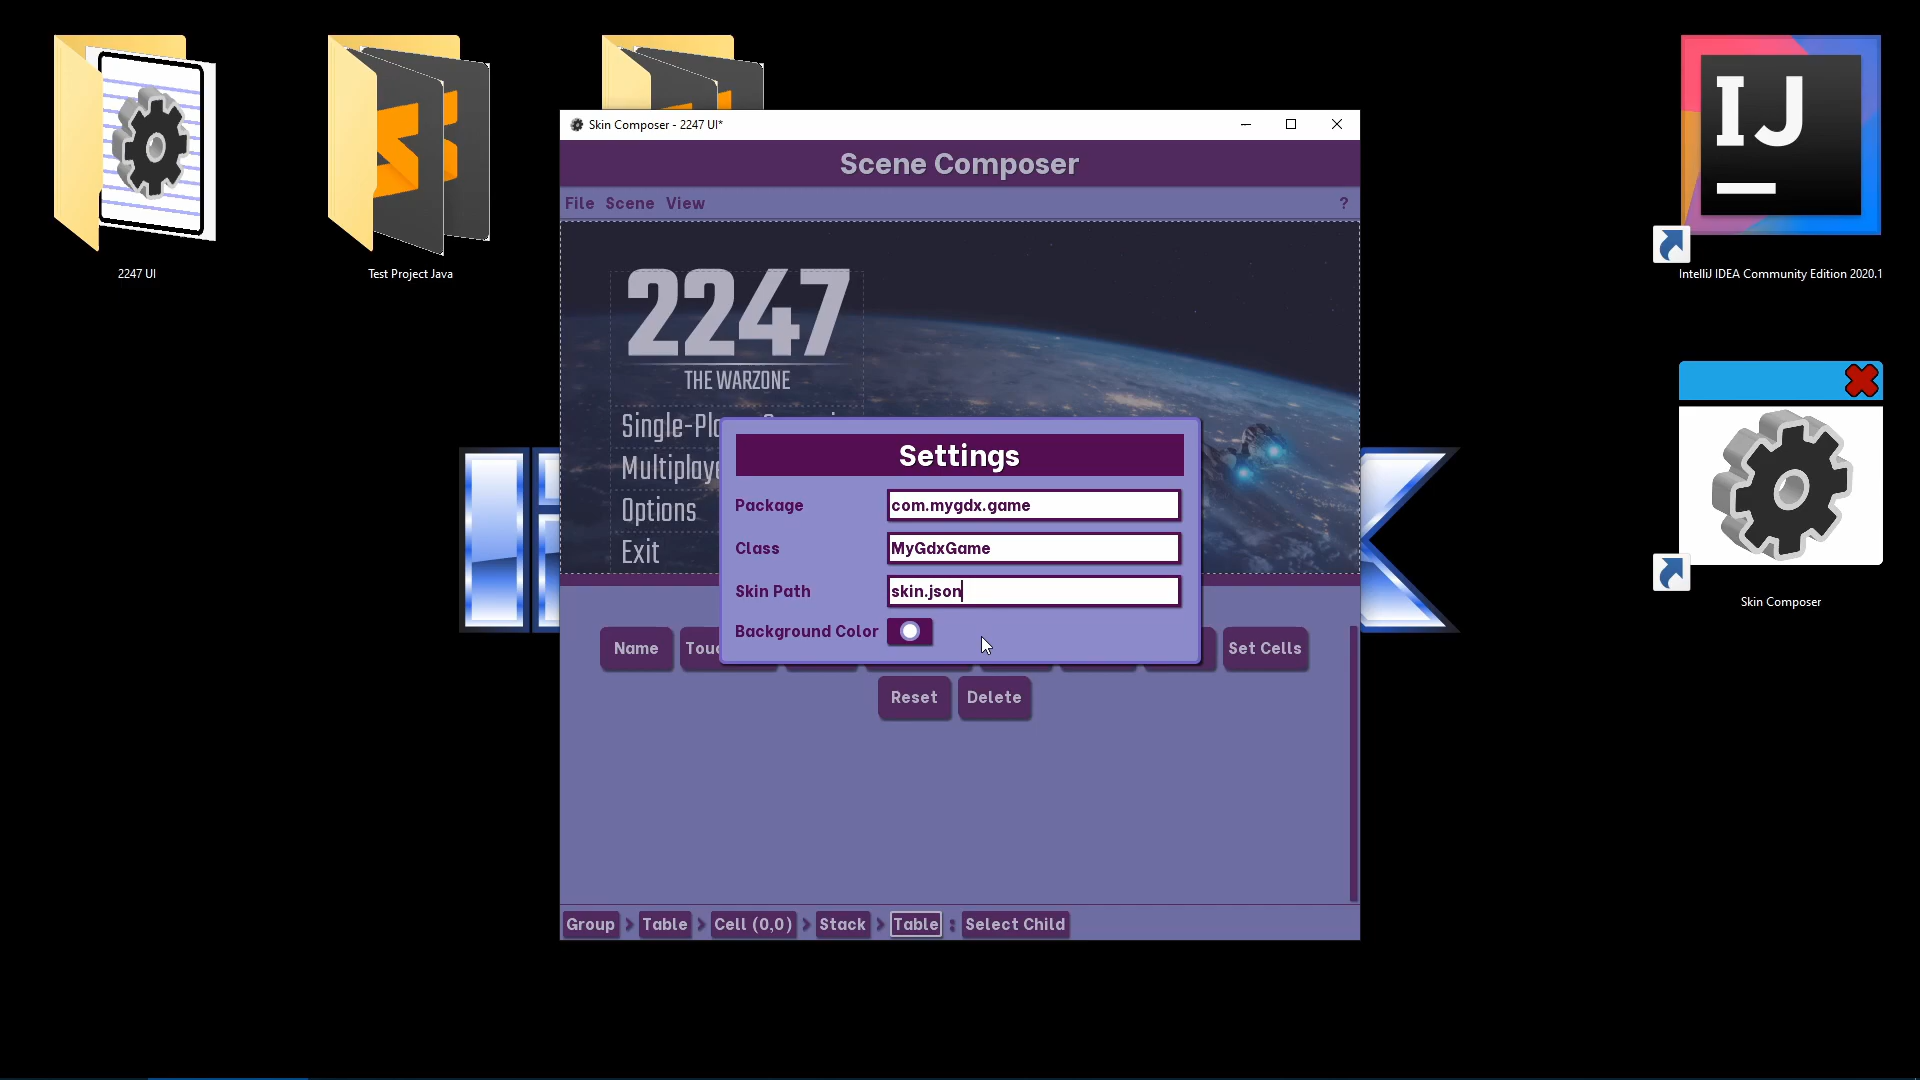 2247 UI
Test Project Java
IJ
IntelliJ IDEA Community Edition 2020.1
Skin Composer
Skin Composer - 2247 UI*
Scene Composer
File Scene View ?
2247
THE WARZONE
Multiplaye
Options
Exit
Settings
Package com.mygdx.game
Class MyGdxGame
Skin Path skin.json
Background Color
Name Touc Set Cells
Reset Delete
Group > Table > Cell (0,0) > Stack > Table : Select Child